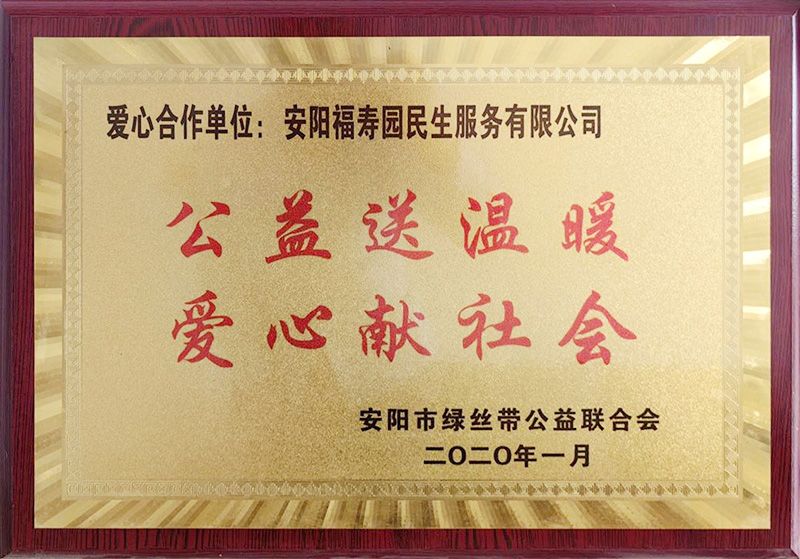 爱心合作单位：安阳福寿园民生服务有限公司
公益送温暖
爱心献社会
安阳市绿丝带公益联合会
二〇二〇年一月